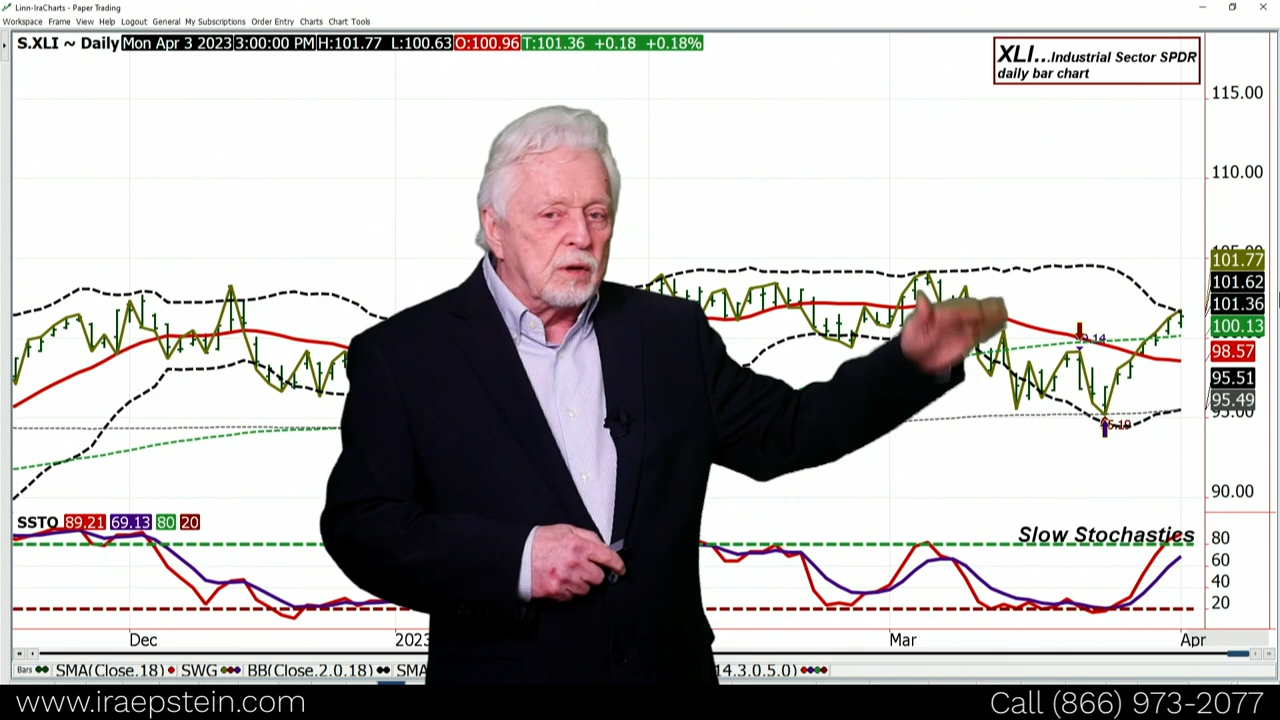 Linn-IraCharts - Paper Trading
Workspace Frame View Help Logout General My Subscriptions Order Entry Charts Chart Tools
S.XLI ~ Daily Mon Apr 3 2023 3:00:00 PM H:101.77 L:100.63 O:100.96 T:101.36 +0.18 +0.18%
XLI...Industrial Sector SPDR
daily bar chart
115.00
110.00
105.00
101.77
101.62
101.36
100.13
98.57
95.51
95.49
95.00
90.00
SSTO 89.21 69.13 80 20
Slow Stochastics
80
60
40
20
Dec 2023 Mar Apr
Bars SMA(Close.18) SWG BB(Close.2.0.18) SMA 14.3.0.5.0)
www.iraepstein.com Call (866) 973-2077